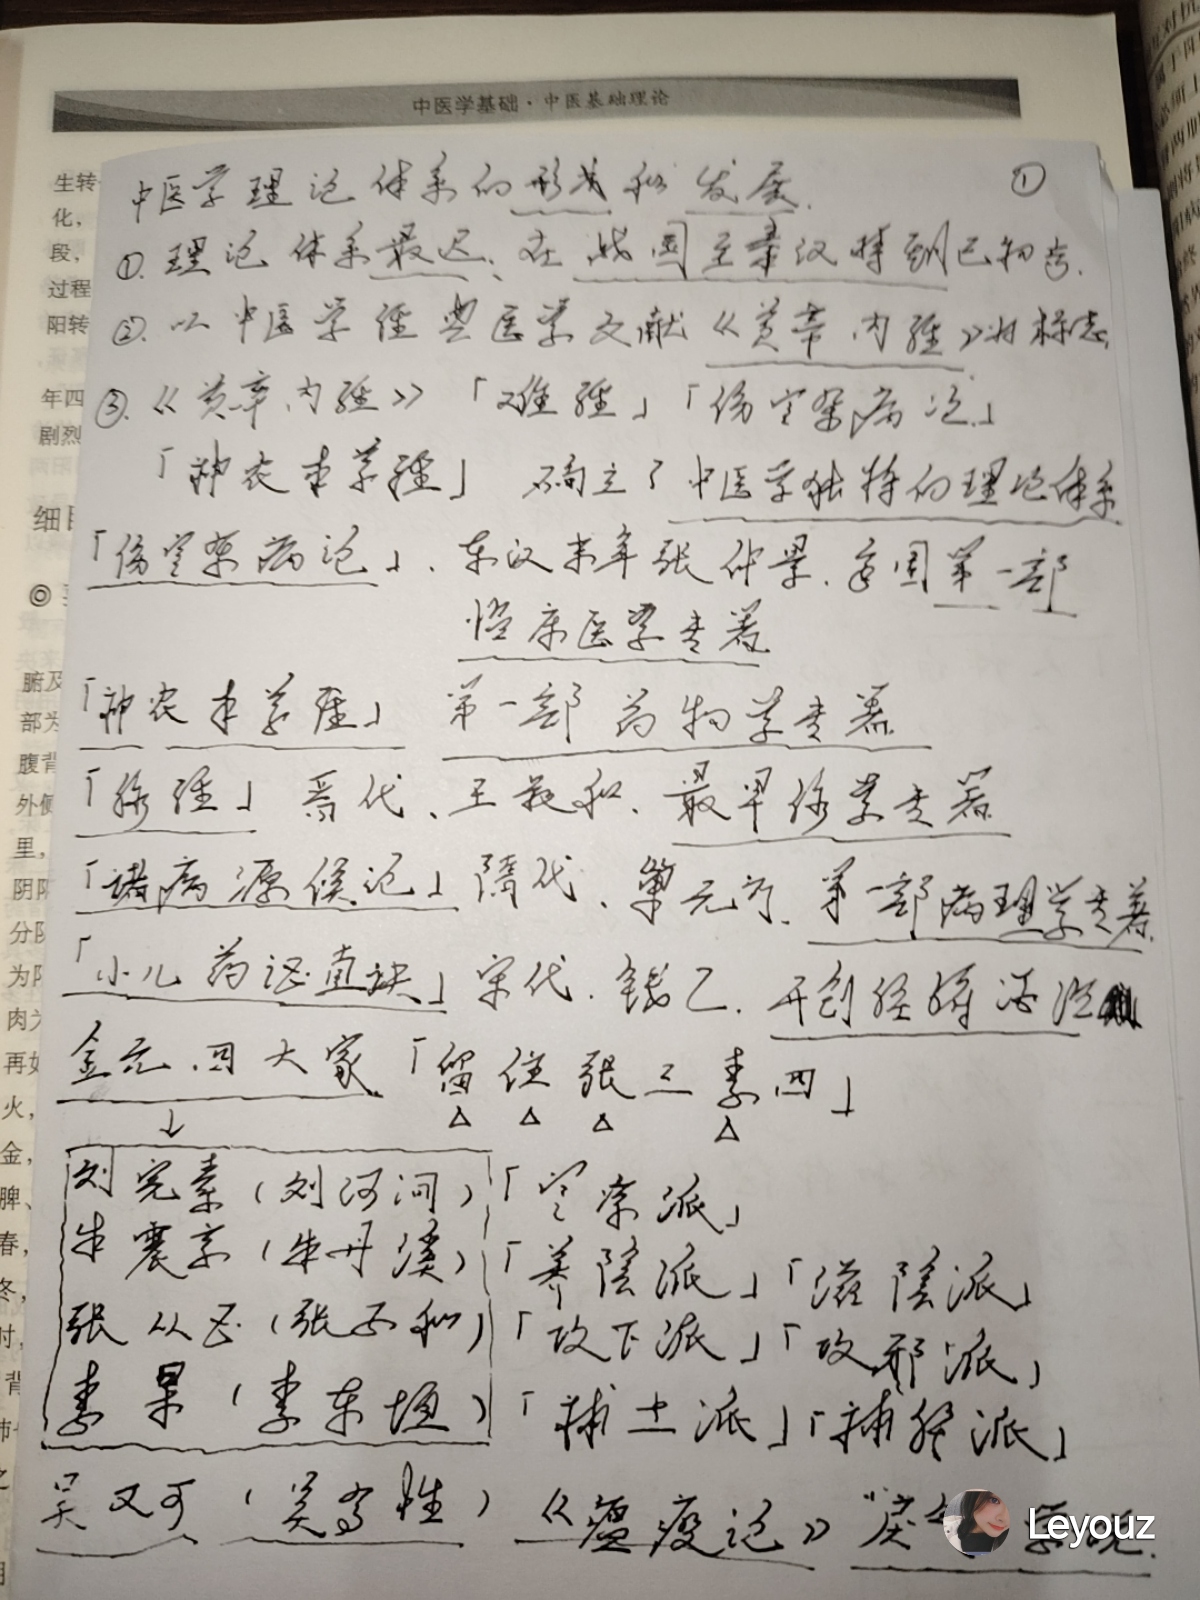 中医学基础·中医基础理论
中医学理论体系的形成和发展. ①
①. 理论体系最迟、在战国至秦汉时期已初步.
②. 以中医学经典医学文献《黄帝内经》为标志
③.《黄帝内经》「难经」「伤寒杂病论」
「神农本草经」 确立了中医学独特的理论体系
「伤寒杂病论」. 东汉末年张仲景. 我国第一部
临床医学专著
「神农本草经」 第一部药物学专著
「脉经」 晋代、王叔和. 最早脉学专著
「诸病源候论」 隋代、巢元方. 第一部病理学专著
「小儿药证直诀」 宋代. 钱乙. 开创脏腑证治
金元四大家「留住张三李四」
刘完素(刘河间)「寒凉派」
朱震亨(朱丹溪)「养阴派」「滋阴派」
张从正(张子和)「攻下派」「攻邪派」
李杲(李东垣)「补土派」「补脾派」
吴又可(吴有性)《瘟疫论》"戾气 学说.
Leyouz
生转
化,
段,
过程
阳转
年四
剧烈
细目
腑及
部为
腹背
外侧
里,
阴阳
分阴
为阳
肉为
再如
火,
金,
脾、
春,
冬,
时,
背